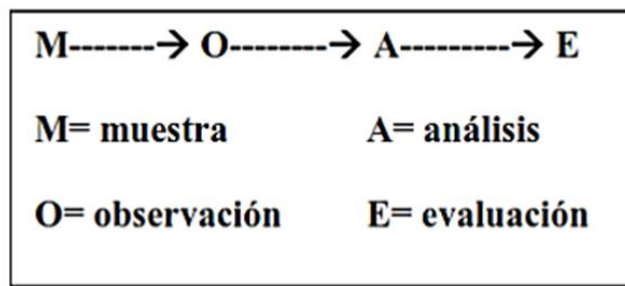 M-------→ O--------→ A---------→ E
M= muestra A= análisis
O= observación E= evaluación